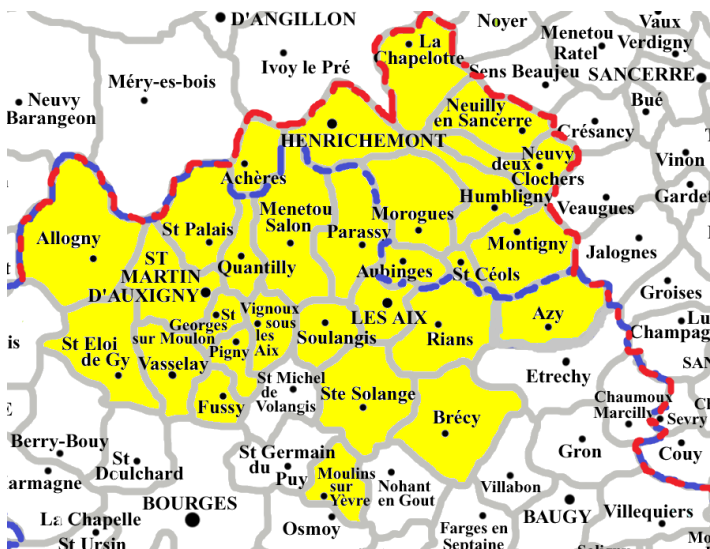 D'ANGILLON
Noyer
Vaux
Verdigny
La
Chapelotte
Menetou
Ratel
Ivoy le Pré
Sens Beaujeu
SANCERRE
Méry-es-bois
Neuvy
Barangeon
Neuilly
en Sancerre
Bué
Crésancy
HENRICHEMONT
Neuvy
deux
Clochers
Vinon
Achères
Humbligny
Veaugues
Gardef
Menetou
Salon
St Palais
Morogues
Parassy
Allogny
Montigny
Jalognes
ST
MARTIN
D'AUXIGNY
Quantilly
Aubinges
St Céols
Groises
St
Georges
sur Moulon
Vignoux
sous
les
Aix
LES AIX
Azy
Lu
Champag
Soulangis
Rians
St Eloi
de Gy
Pigny
Vasselay
Etrechy
SAN
St Michel
de
Volangis
Ste Solange
Fussy
Chaumoux
Marcilly
Sevry
Brécy
Berry-Bouy
St
Doulchard
St Germain
du
Puy
Gron
Couy
armagne
Moulins
sur
Yèvre
Nohant
en Gout
Villabon
BOURGES
BAUGY
La Chapelle
St Ursin
Osmoy
Farges en
Septaine
Villequiers